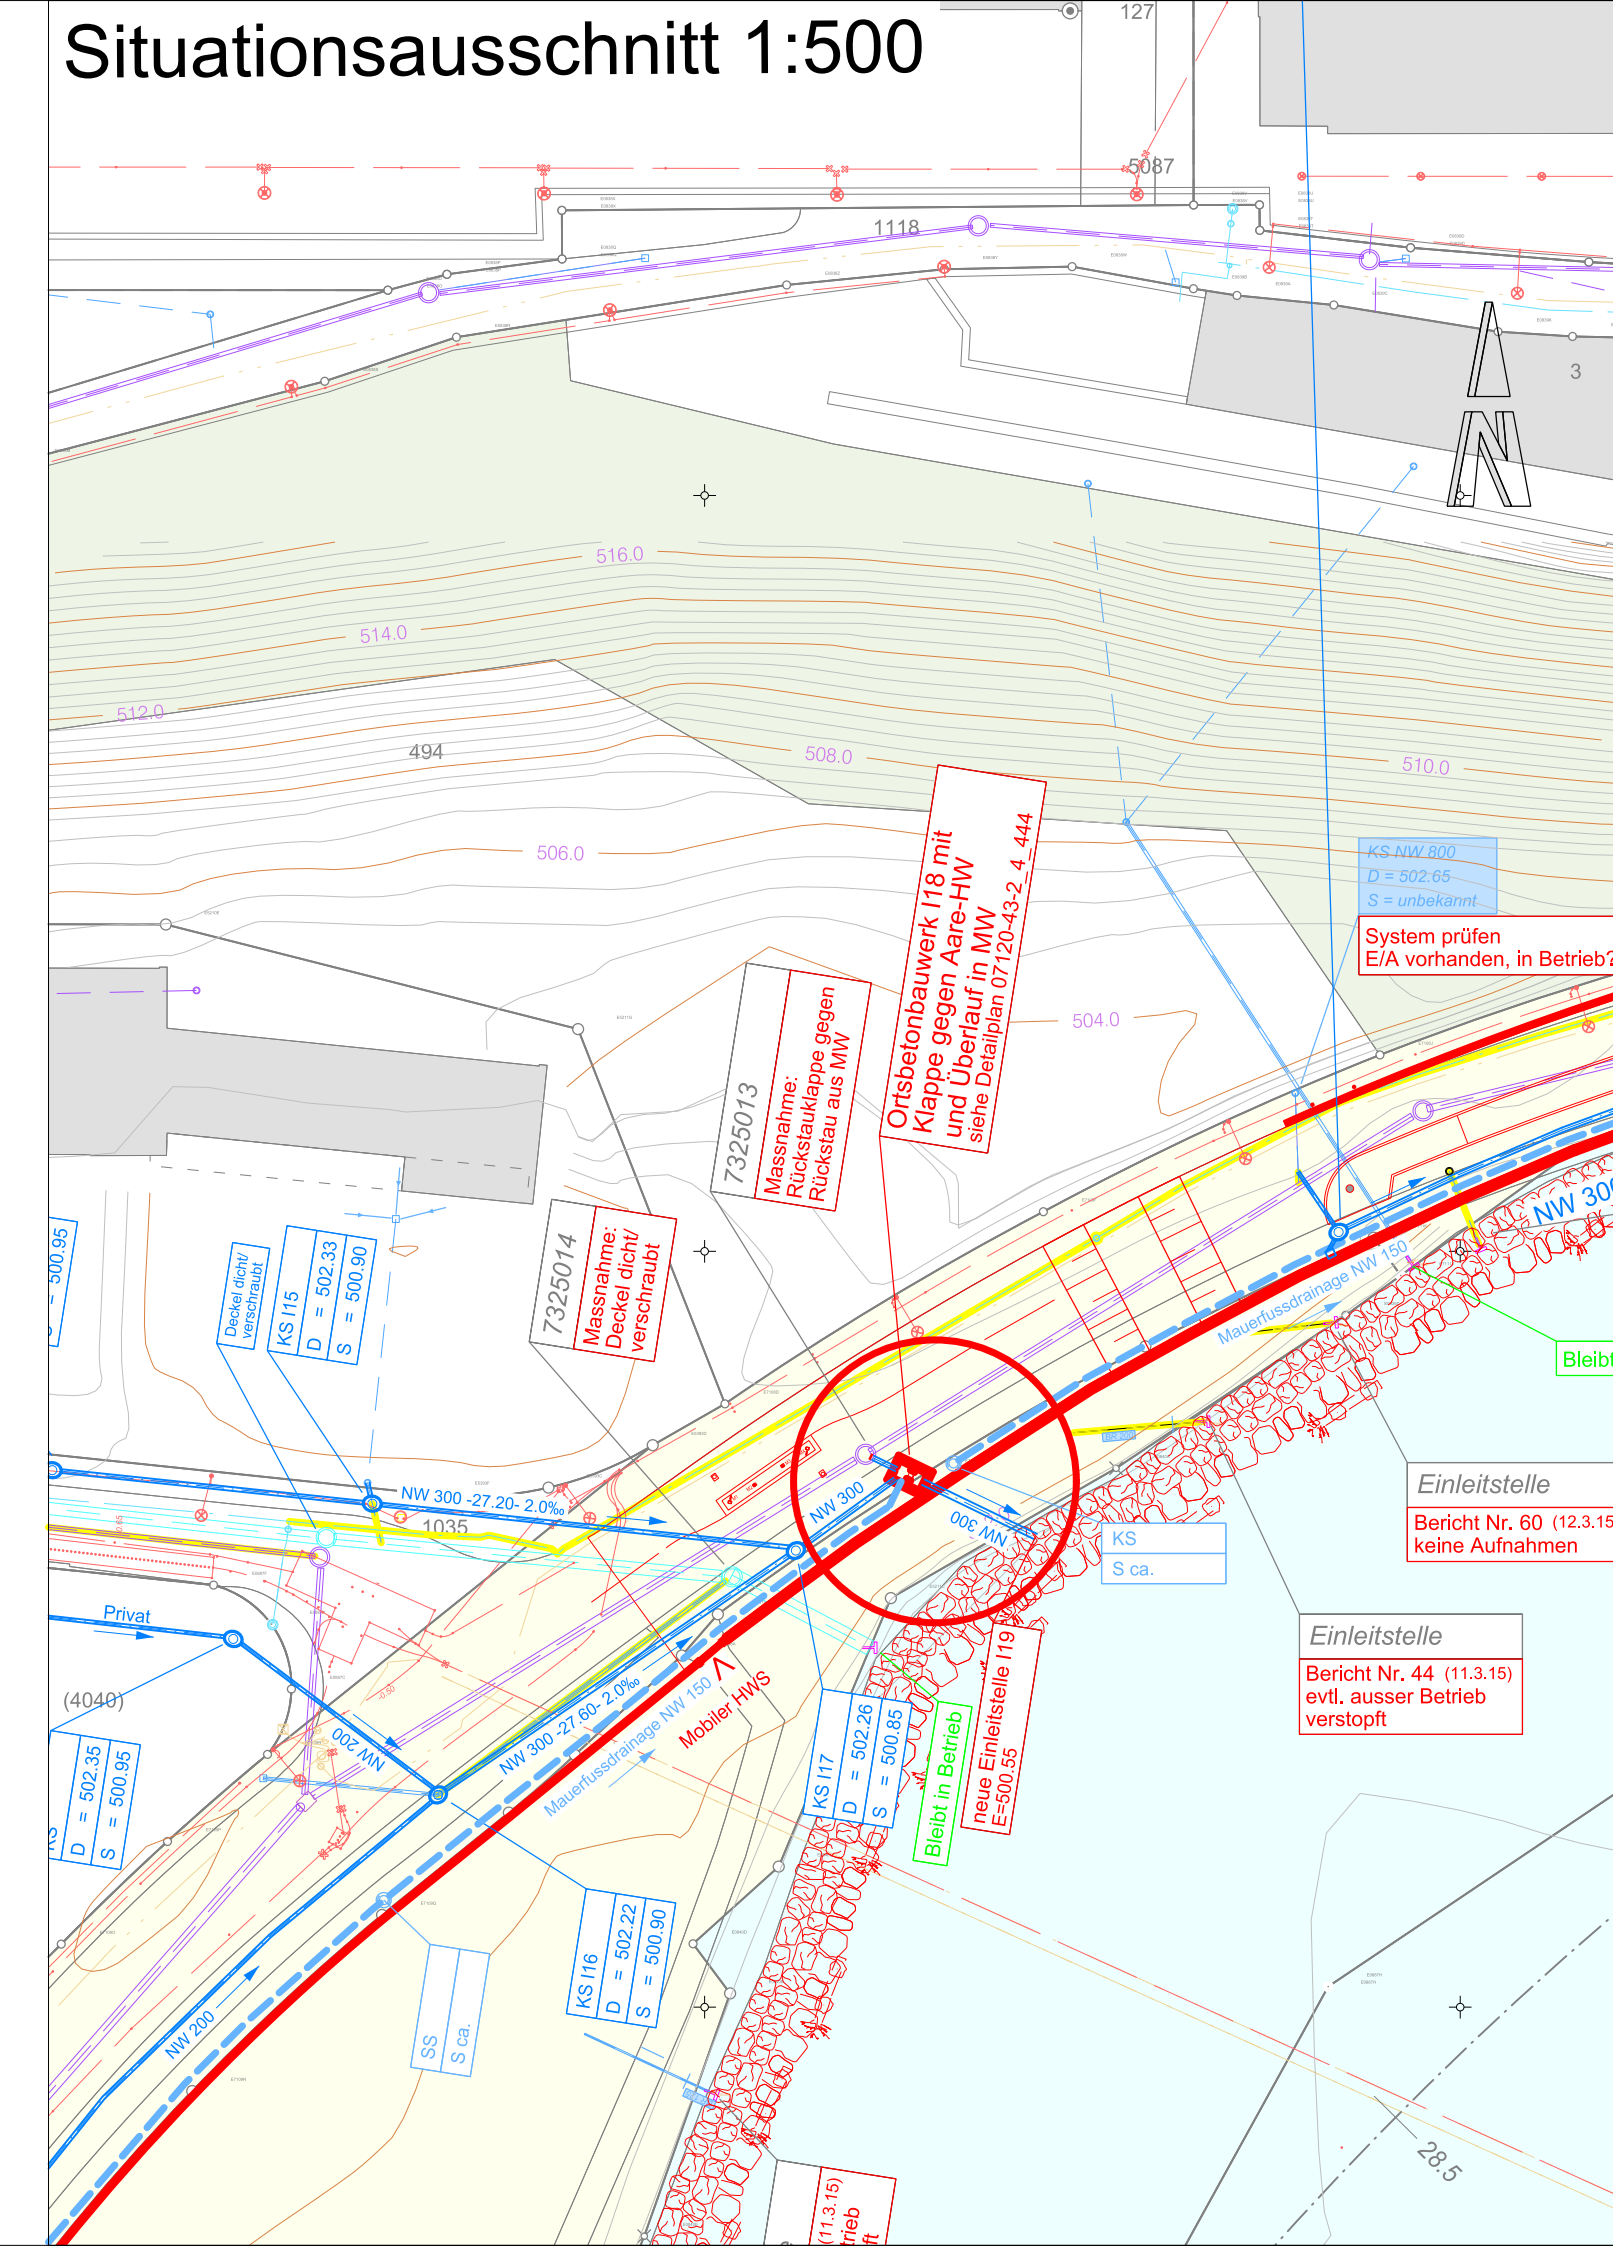 Situationsausschnitt 1:500
127
5087
1118
3
516.0
514.0
512.0
494
508.0
510.0
506.0
504.0
KS NW 800
D = 502.65
S = unbekannt
System prüfen
E/A vorhanden, in Betrieb?
Ortsbetonbauwerk I18 mit
Klappe gegen Aare-HW
und Überlauf in MW
siehe Detailplan 07120-43-2_4_444
7325013
Massnahme:
Rückstauklappe gegen
Rückstau aus MW
7325014
Massnahme:
Deckel dicht/
verschraubt
= 500.95
Deckel dicht/
verschraubt
KS I15
D = 502.33
S = 500.90
NW 300
Mauerfussdrainage NW 150
Bleibt
Einleitstelle
Bericht Nr. 60 (12.3.15
keine Aufnahmen
NW 300 -27.20- 2.0‰
1035
NW 300
NW 300
KS
S ca.
Einleitstelle
Bericht Nr. 44 (11.3.15)
evtl. ausser Betrieb
verstopft
Privat
(4040)
NW 200
NW 300 -27.60- 2.0‰
Mauerfussdrainage NW 150
Mobiler HWS
KS I17
D = 502.26
S = 500.85
Bleibt in Betrieb
neue Einleitstelle I19
E=500.55
KS
D = 502.35
S = 500.95
KS I16
D = 502.22
S = 500.90
SS
S ca.
NW 200
28.5
(11.3.15)